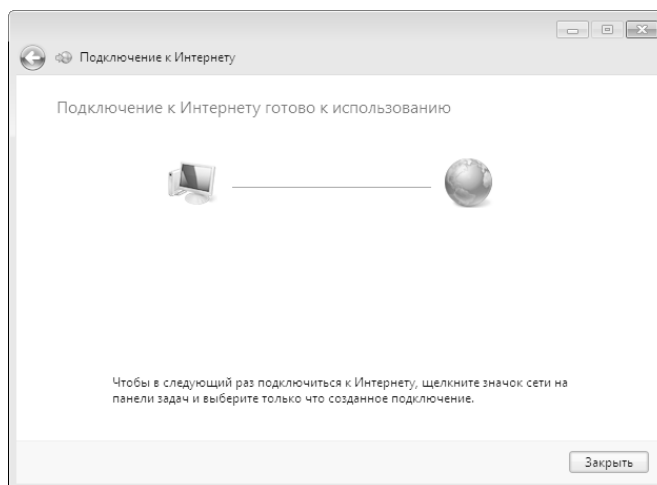 Подключение к Интернету
Подключение к Интернету готово к использованию
Чтобы в следующий раз подключиться к Интернету, щелкните значок сети на
панели задач и выберите только что созданное подключение.
Закрыть